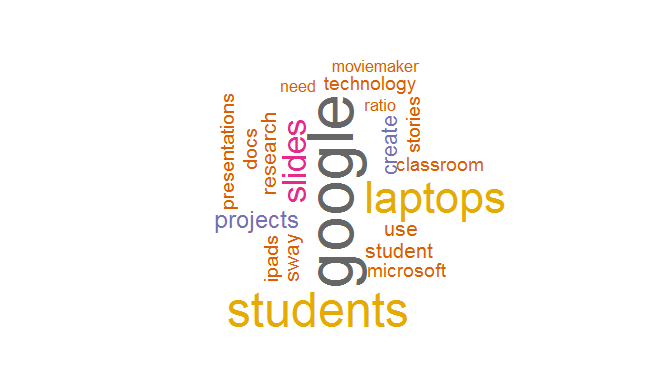 moviemaker
need
technology
presentations
docs
research
slides
google
ratio
create
stories
classroom
laptops
projects
use
ipads
sway
student
microsoft
students